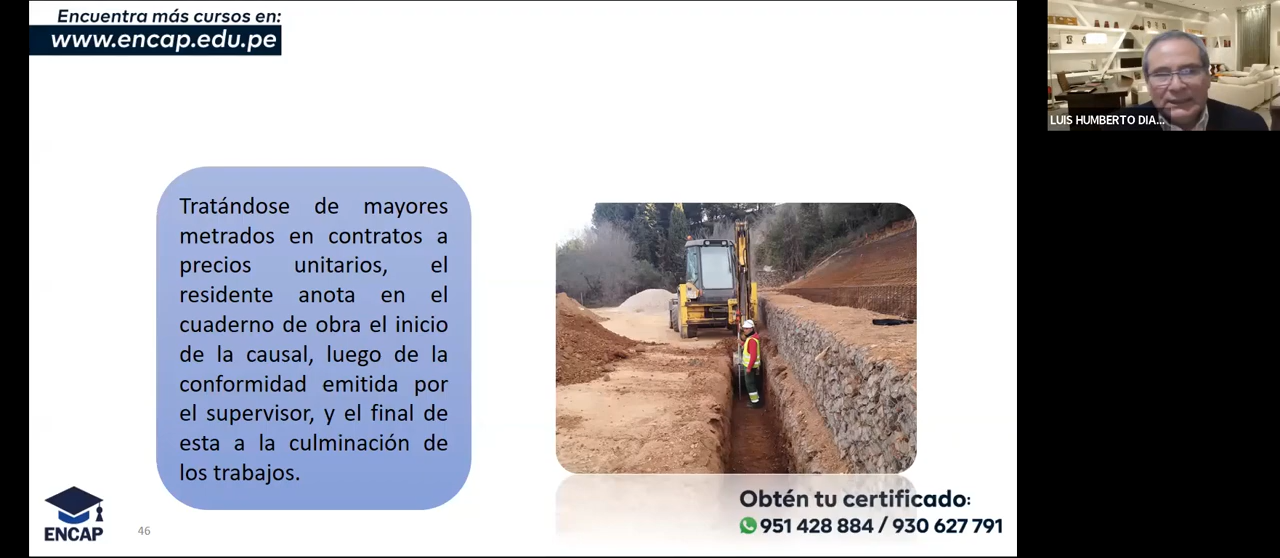 Encuentra más cursos en:
www.encap.edu.pe
LUIS HUMBERTO DIA...
Tratándose de mayores
metrados en contratos a
precios unitarios, el
residente anota en el
cuaderno de obra el inicio
de la causal, luego de la
conformidad emitida por
el supervisor, y el final de
esta a la culminación de
los trabajos.
Obtén tu certificado:
951 428 884 / 930 627 791
ENCAP
46